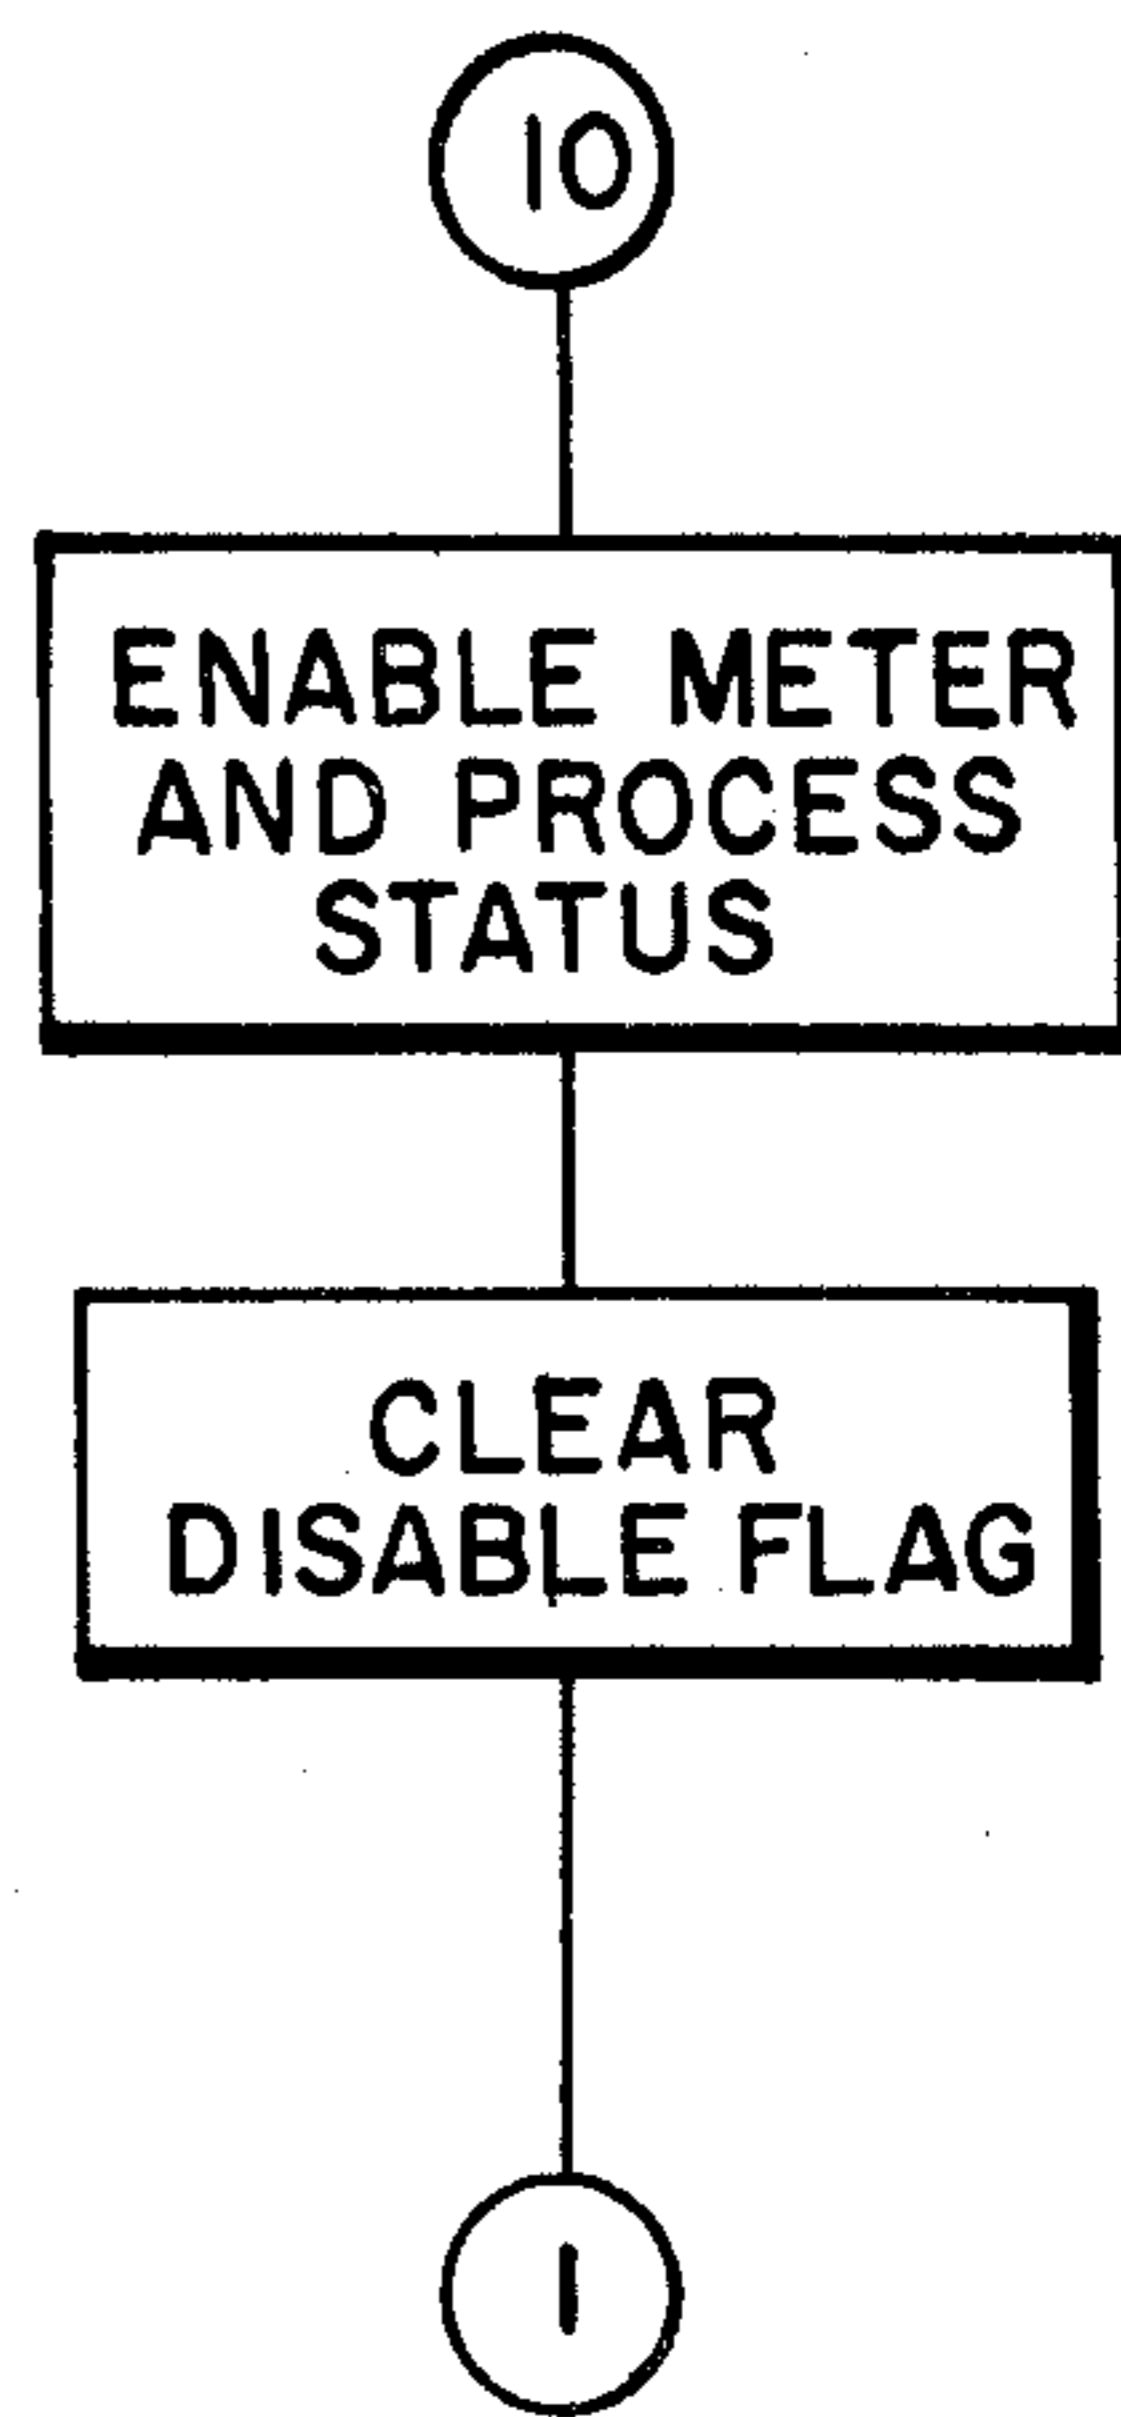 10
ENABLE METER
AND PROCESS
STATUS
CLEAR
DISABLE FLAG
1